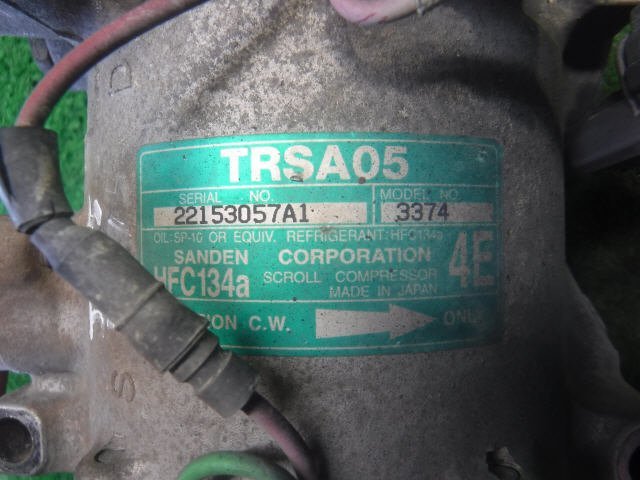 D
TRSA05
SERIAL NO. MODEL NO.
22153057A1 3374
OIL:SP-10 OR EQUIV. REFRIGERANT:HFC134a
SANDEN CORPORATION 4E
HFC134a SCROLL COMPRESSOR
MADE IN JAPAN
C.W. ONLY
S